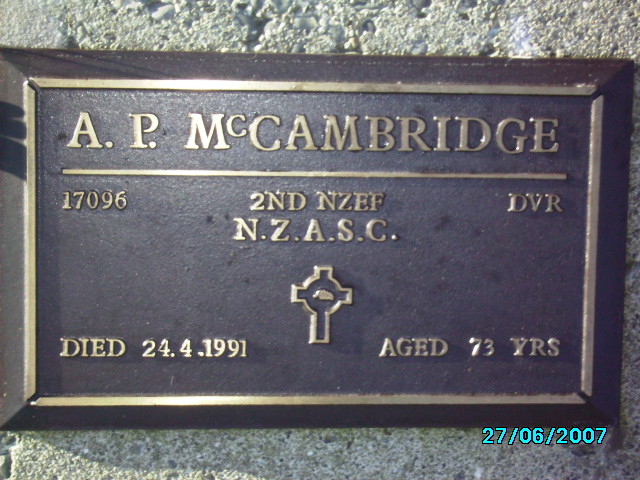 A. P. McCAMBRIDGE
17096 2ND NZEF DVR
N.Z.A.S.C.
DIED 24.4.1991 AGED 73 YRS
27/06/2007